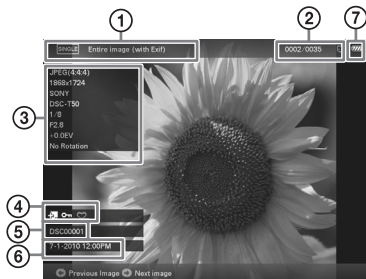 1
2
7
SINGLE Entire image (with Exif)
0002/0035
3
JPEG(4:4:4)
1868x1724
SONY
DSC-T50
1/8
F2.8
+0.0EV
No Rotation
4
5
DSC00001
6
7-1-2010 12:00PM
Previous Image Next image